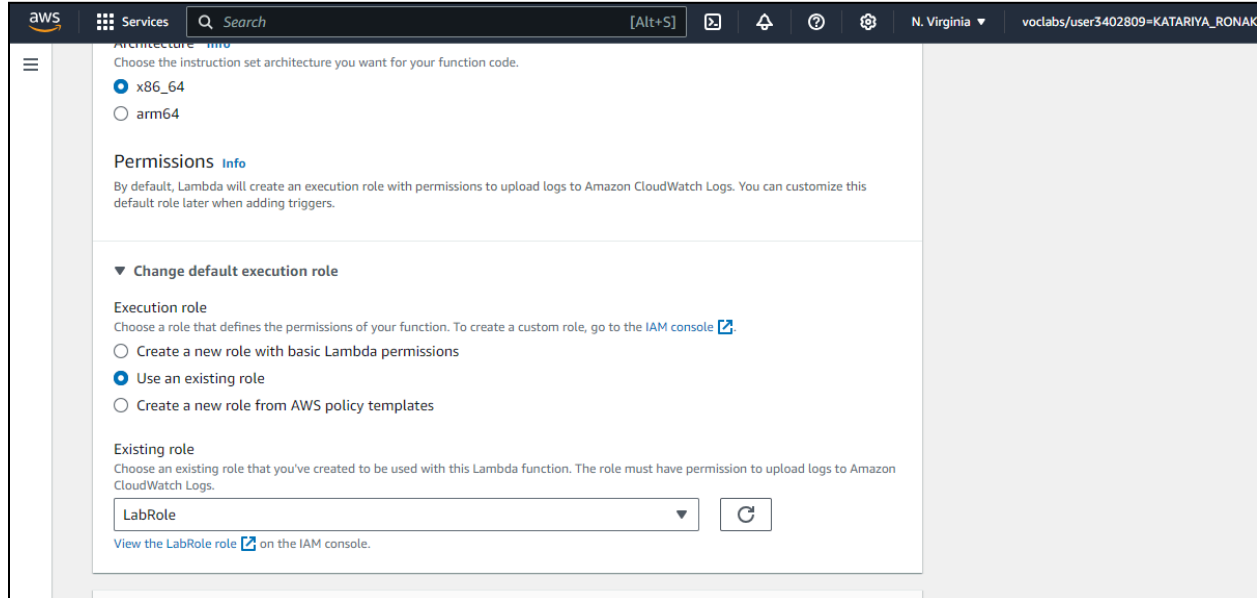 aws
Services
Search
[Alt+S]
N. Virginia
voclabs/user3402809=KATARIYA_RONAK
Architecture Info
Choose the instruction set architecture you want for your function code.
x86_64
arm64
Permissions Info
By default, Lambda will create an execution role with permissions to upload logs to Amazon CloudWatch Logs. You can customize this
default role later when adding triggers.
Change default execution role
Execution role
Choose a role that defines the permissions of your function. To create a custom role, go to the IAM console.
Create a new role with basic Lambda permissions
Use an existing role
Create a new role from AWS policy templates
Existing role
Choose an existing role that you've created to be used with this Lambda function. The role must have permission to upload logs to Amazon
CloudWatch Logs.
LabRole
View the LabRole role on the IAM console.